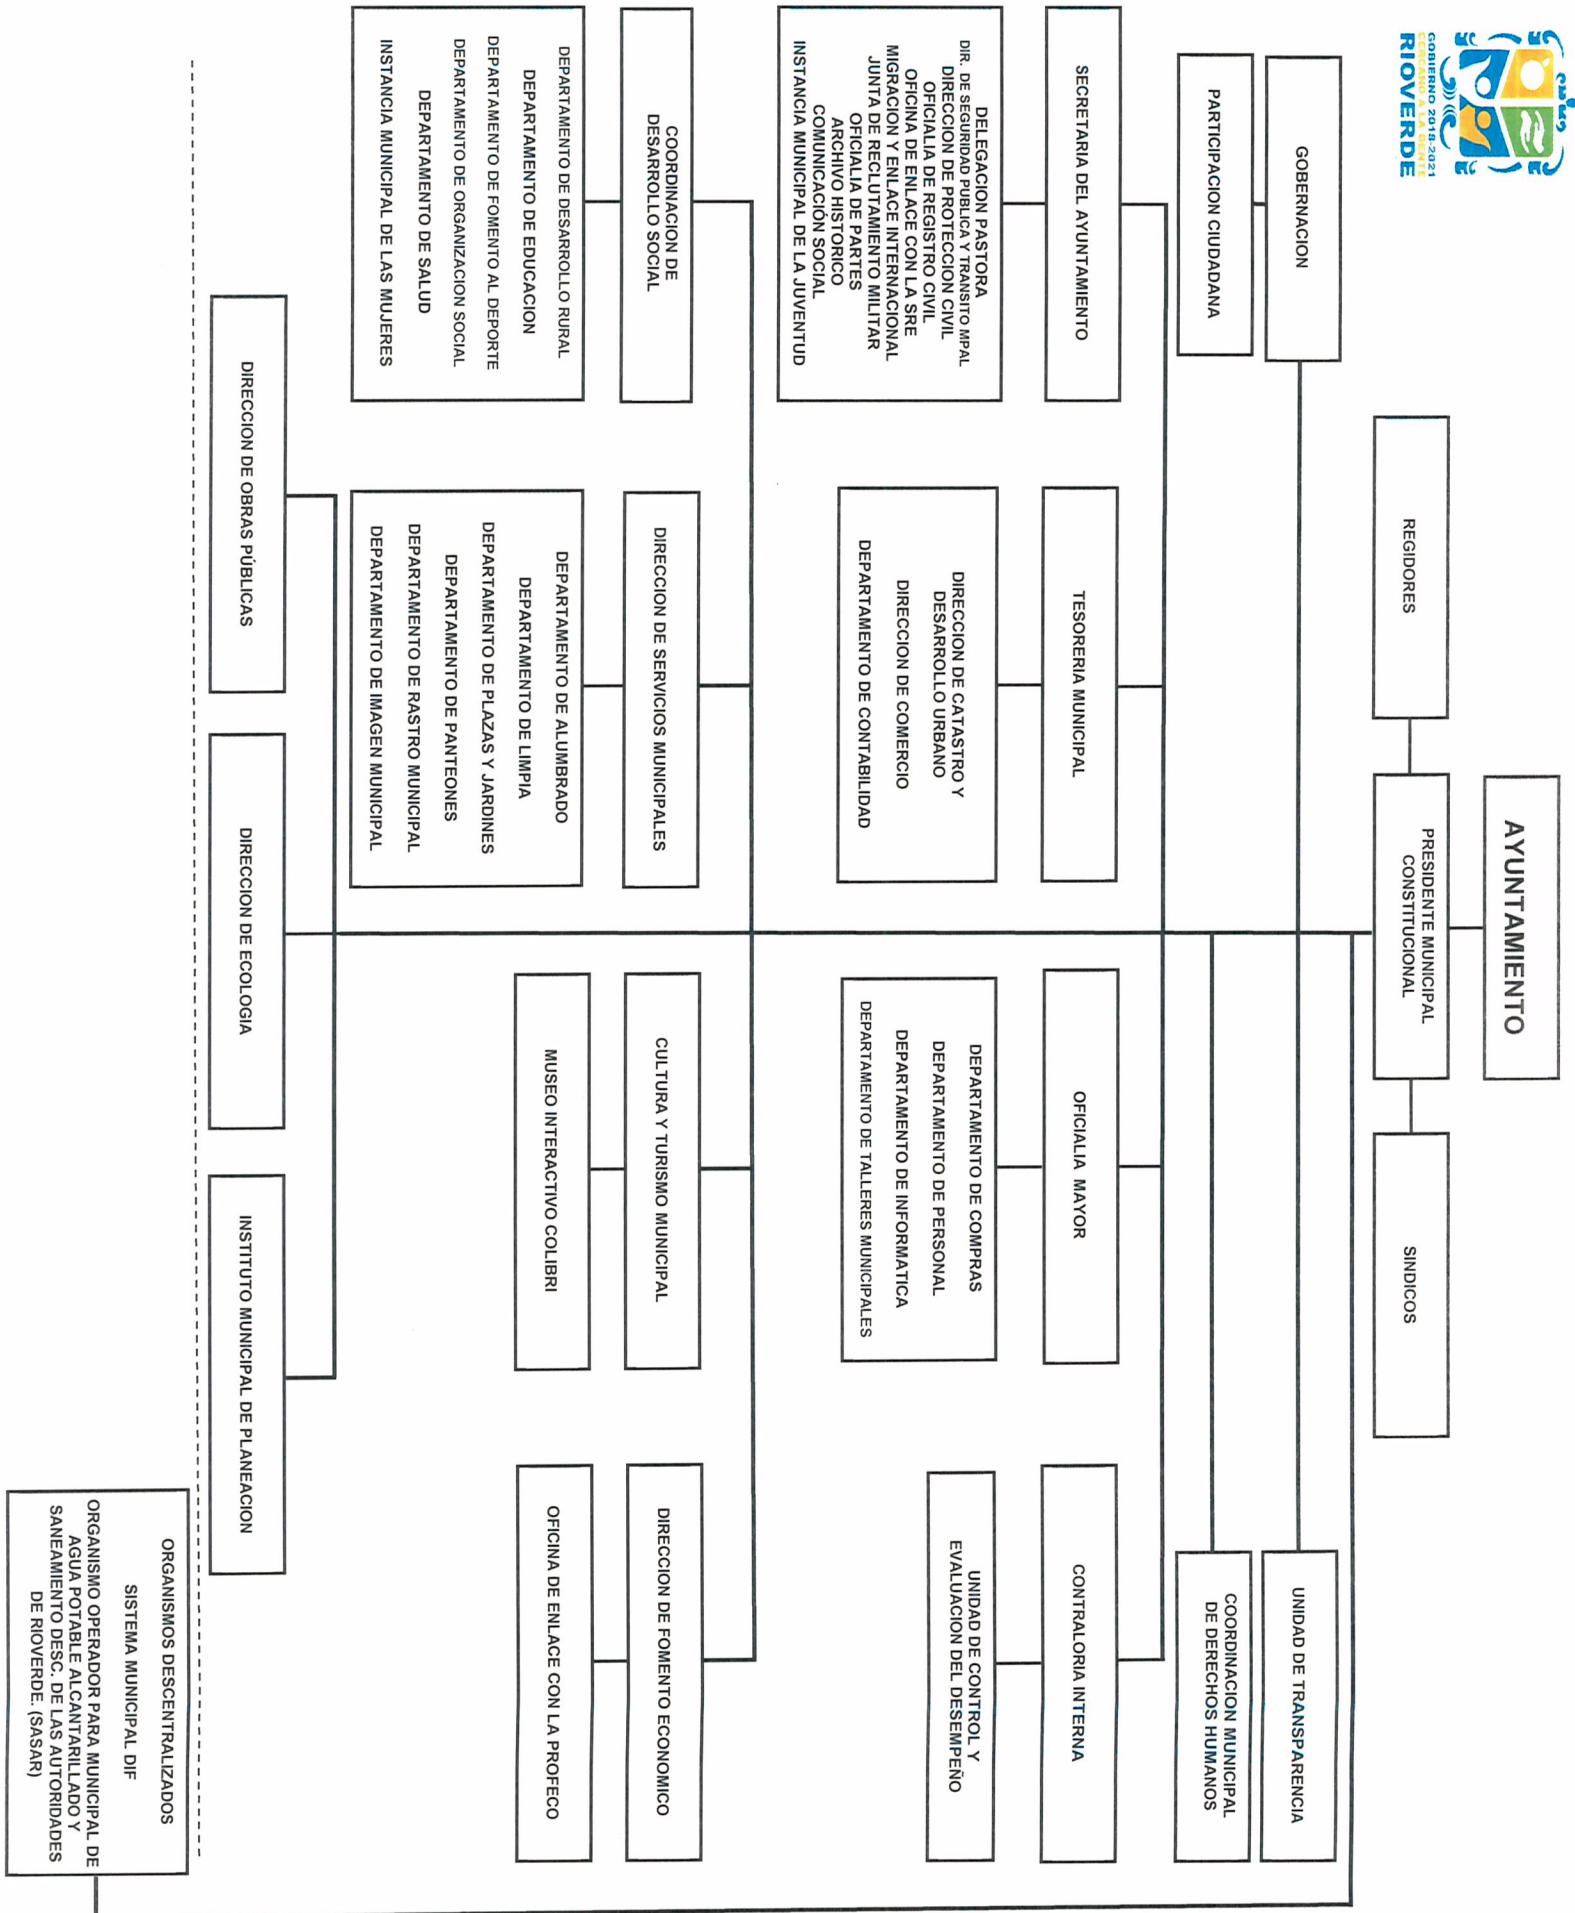 GOBIERNO 2018-2021
CERCANO A LA GENTE
RIOVERDE
AYUNTAMIENTO
REGIDORES
PRESIDENTE MUNICIPAL
CONSTITUCIONAL
SINDICOS
GOBERNACION
UNIDAD DE TRANSPARENCIA
PARTICIPACION CIUDADANA
COORDINACION MUNICIPAL
DE DERECHOS HUMANOS
SECRETARIA DEL AYUNTAMIENTO
TESORERIA MUNICIPAL
OFICIALIA MAYOR
CONTRALORIA INTERNA
DELEGACION PASTORA
DIR. DE SEGURIDAD PUBLICA Y TRANSITO MPAL
DIRECCION DE PROTECCION CIVIL
OFICIALIA DE REGISTRO CIVIL
OFICINA DE ENLACE CON LA SRE
MIGRACION Y ENLACE INTERNACIONAL
JUNTA DE RECLUTAMIENTO MILITAR
OFICIALIA DE PARTES
ARCHIVO HISTORICO
COMUNICACIÓN SOCIAL
INSTANCIA MUNICIPAL DE LA JUVENTUD
DIRECCION DE CATASTRO Y
DESARROLLO URBANO
DIRECCION DE COMERCIO
DEPARTAMENTO DE CONTABILIDAD
DEPARTAMENTO DE COMPRAS
DEPARTAMENTO DE PERSONAL
DEPARTAMENTO DE INFORMATICA
DEPARTAMENTO DE TALLERES MUNICIPALES
UNIDAD DE CONTROL Y
EVALUACION DEL DESEMPEÑO
COORDINACION DE
DESARROLLO SOCIAL
DIRECCION DE SERVICIOS MUNICIPALES
CULTURA Y TURISMO MUNICIPAL
DIRECCION DE FOMENTO ECONOMICO
DEPARTAMENTO DE DESARROLLO RURAL
DEPARTAMENTO DE EDUCACION
DEPARTAMENTO DE FOMENTO AL DEPORTE
DEPARTAMENTO DE ORGANIZACION SOCIAL
DEPARTAMENTO DE SALUD
INSTANCIA MUNICIPAL DE LAS MUJERES
DEPARTAMENTO DE ALUMBRADO
DEPARTAMENTO DE LIMPIA
DEPARTAMENTO DE PLAZAS Y JARDINES
DEPARTAMENTO DE PANTEONES
DEPARTAMENTO DE RASTRO MUNICIPAL
DEPARTAMENTO DE IMAGEN MUNICIPAL
MUSEO INTERACTIVO COLIBRI
OFICINA DE ENLACE CON LA PROFECO
DIRECCION DE OBRAS PÚBLICAS
DIRECCION DE ECOLOGIA
INSTITUTO MUNICIPAL DE PLANEACION
ORGANISMOS DESCENTRALIZADOS
SISTEMA MUNICIPAL DIF
ORGANISMO OPERADOR PARA MUNICIPAL DE
AGUA POTABLE ALCANTARILLADO Y
SANEAMIENTO DESC. DE LAS AUTORIDADES
DE RIOVERDE. (SASAR)